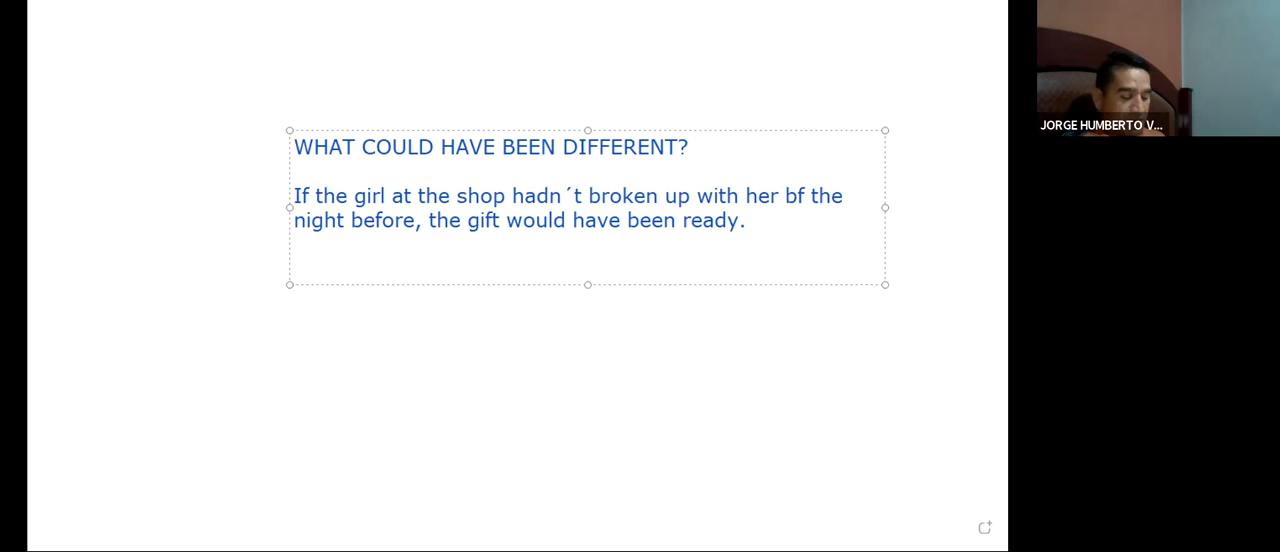 WHAT COULD HAVE BEEN DIFFERENT?
If the girl at the shop hadn´t broken up with her bf the
night before, the gift would have been ready.
JORGE HUMBERTO V...